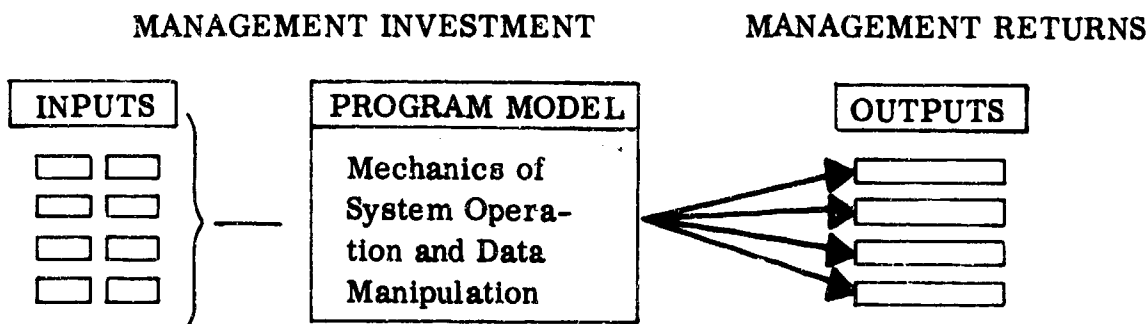 MANAGEMENT INVESTMENT MANAGEMENT RETURNS
INPUTS
PROGRAM MODEL
OUTPUTS
Mechanics of
System Opera-
tion and Data
Manipulation